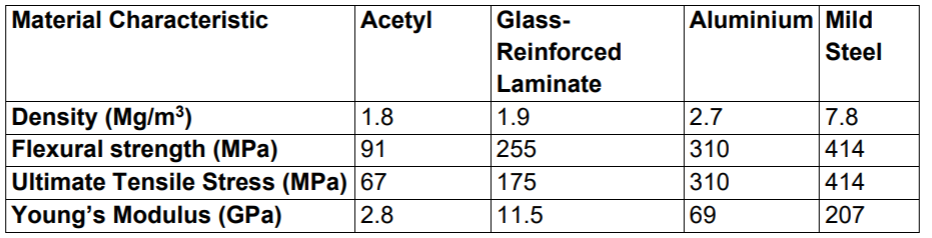 Material Characteristic Acetyl Glass- Aluminium Mild
Reinforced Steel
Laminate
Density (Mg/m³) 1.8 1.9 2.7 7.8
Flexural strength (MPa) 91 255 310 414
Ultimate Tensile Stress (MPa) 67 175 310 414
Young's Modulus (GPa) 2.8 11.5 69 207